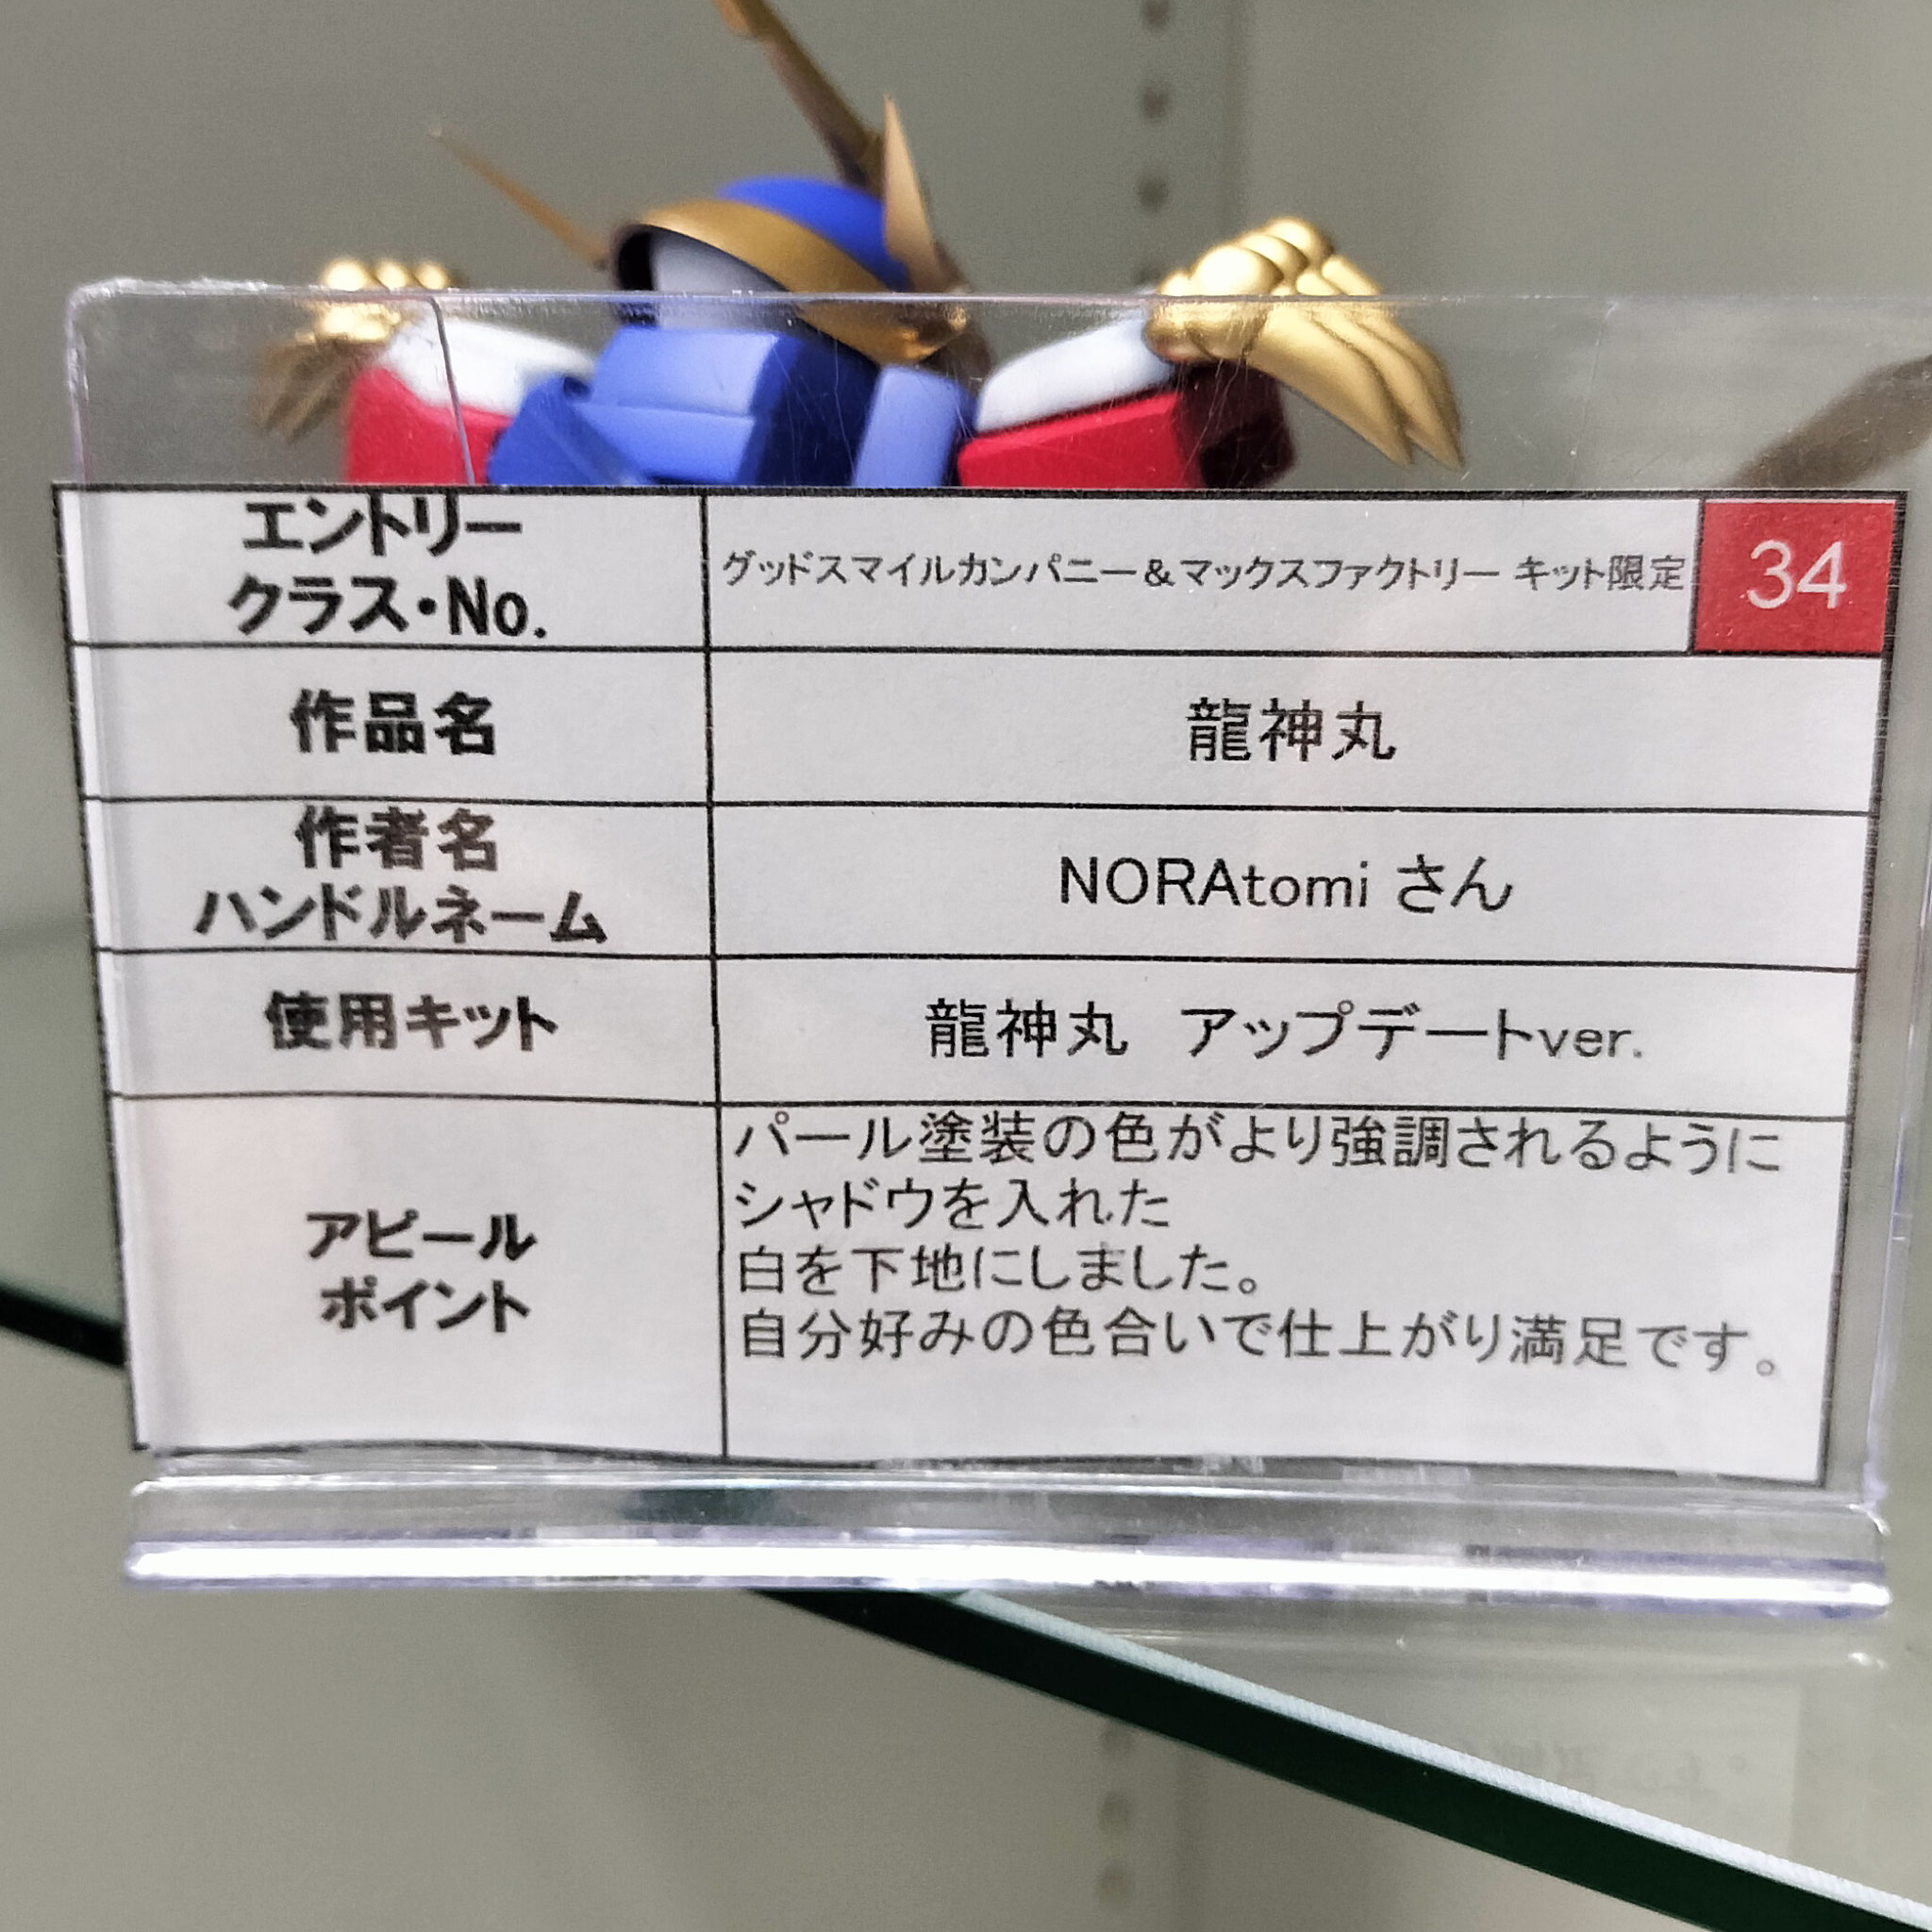 エントリー
クラス・No.
グッドスマイルカンパニー＆マックスファクトリー キット限定
34
作品名
龍神丸
作者名
ハンドルネーム
NORAtomi さん
使用キット
龍神丸　アップデートver.
アピール
ポイント
パール塗装の色がより強調されるように
シャドウを入れた
白を下地にしました。
自分好みの色合いで仕上がり満足です。